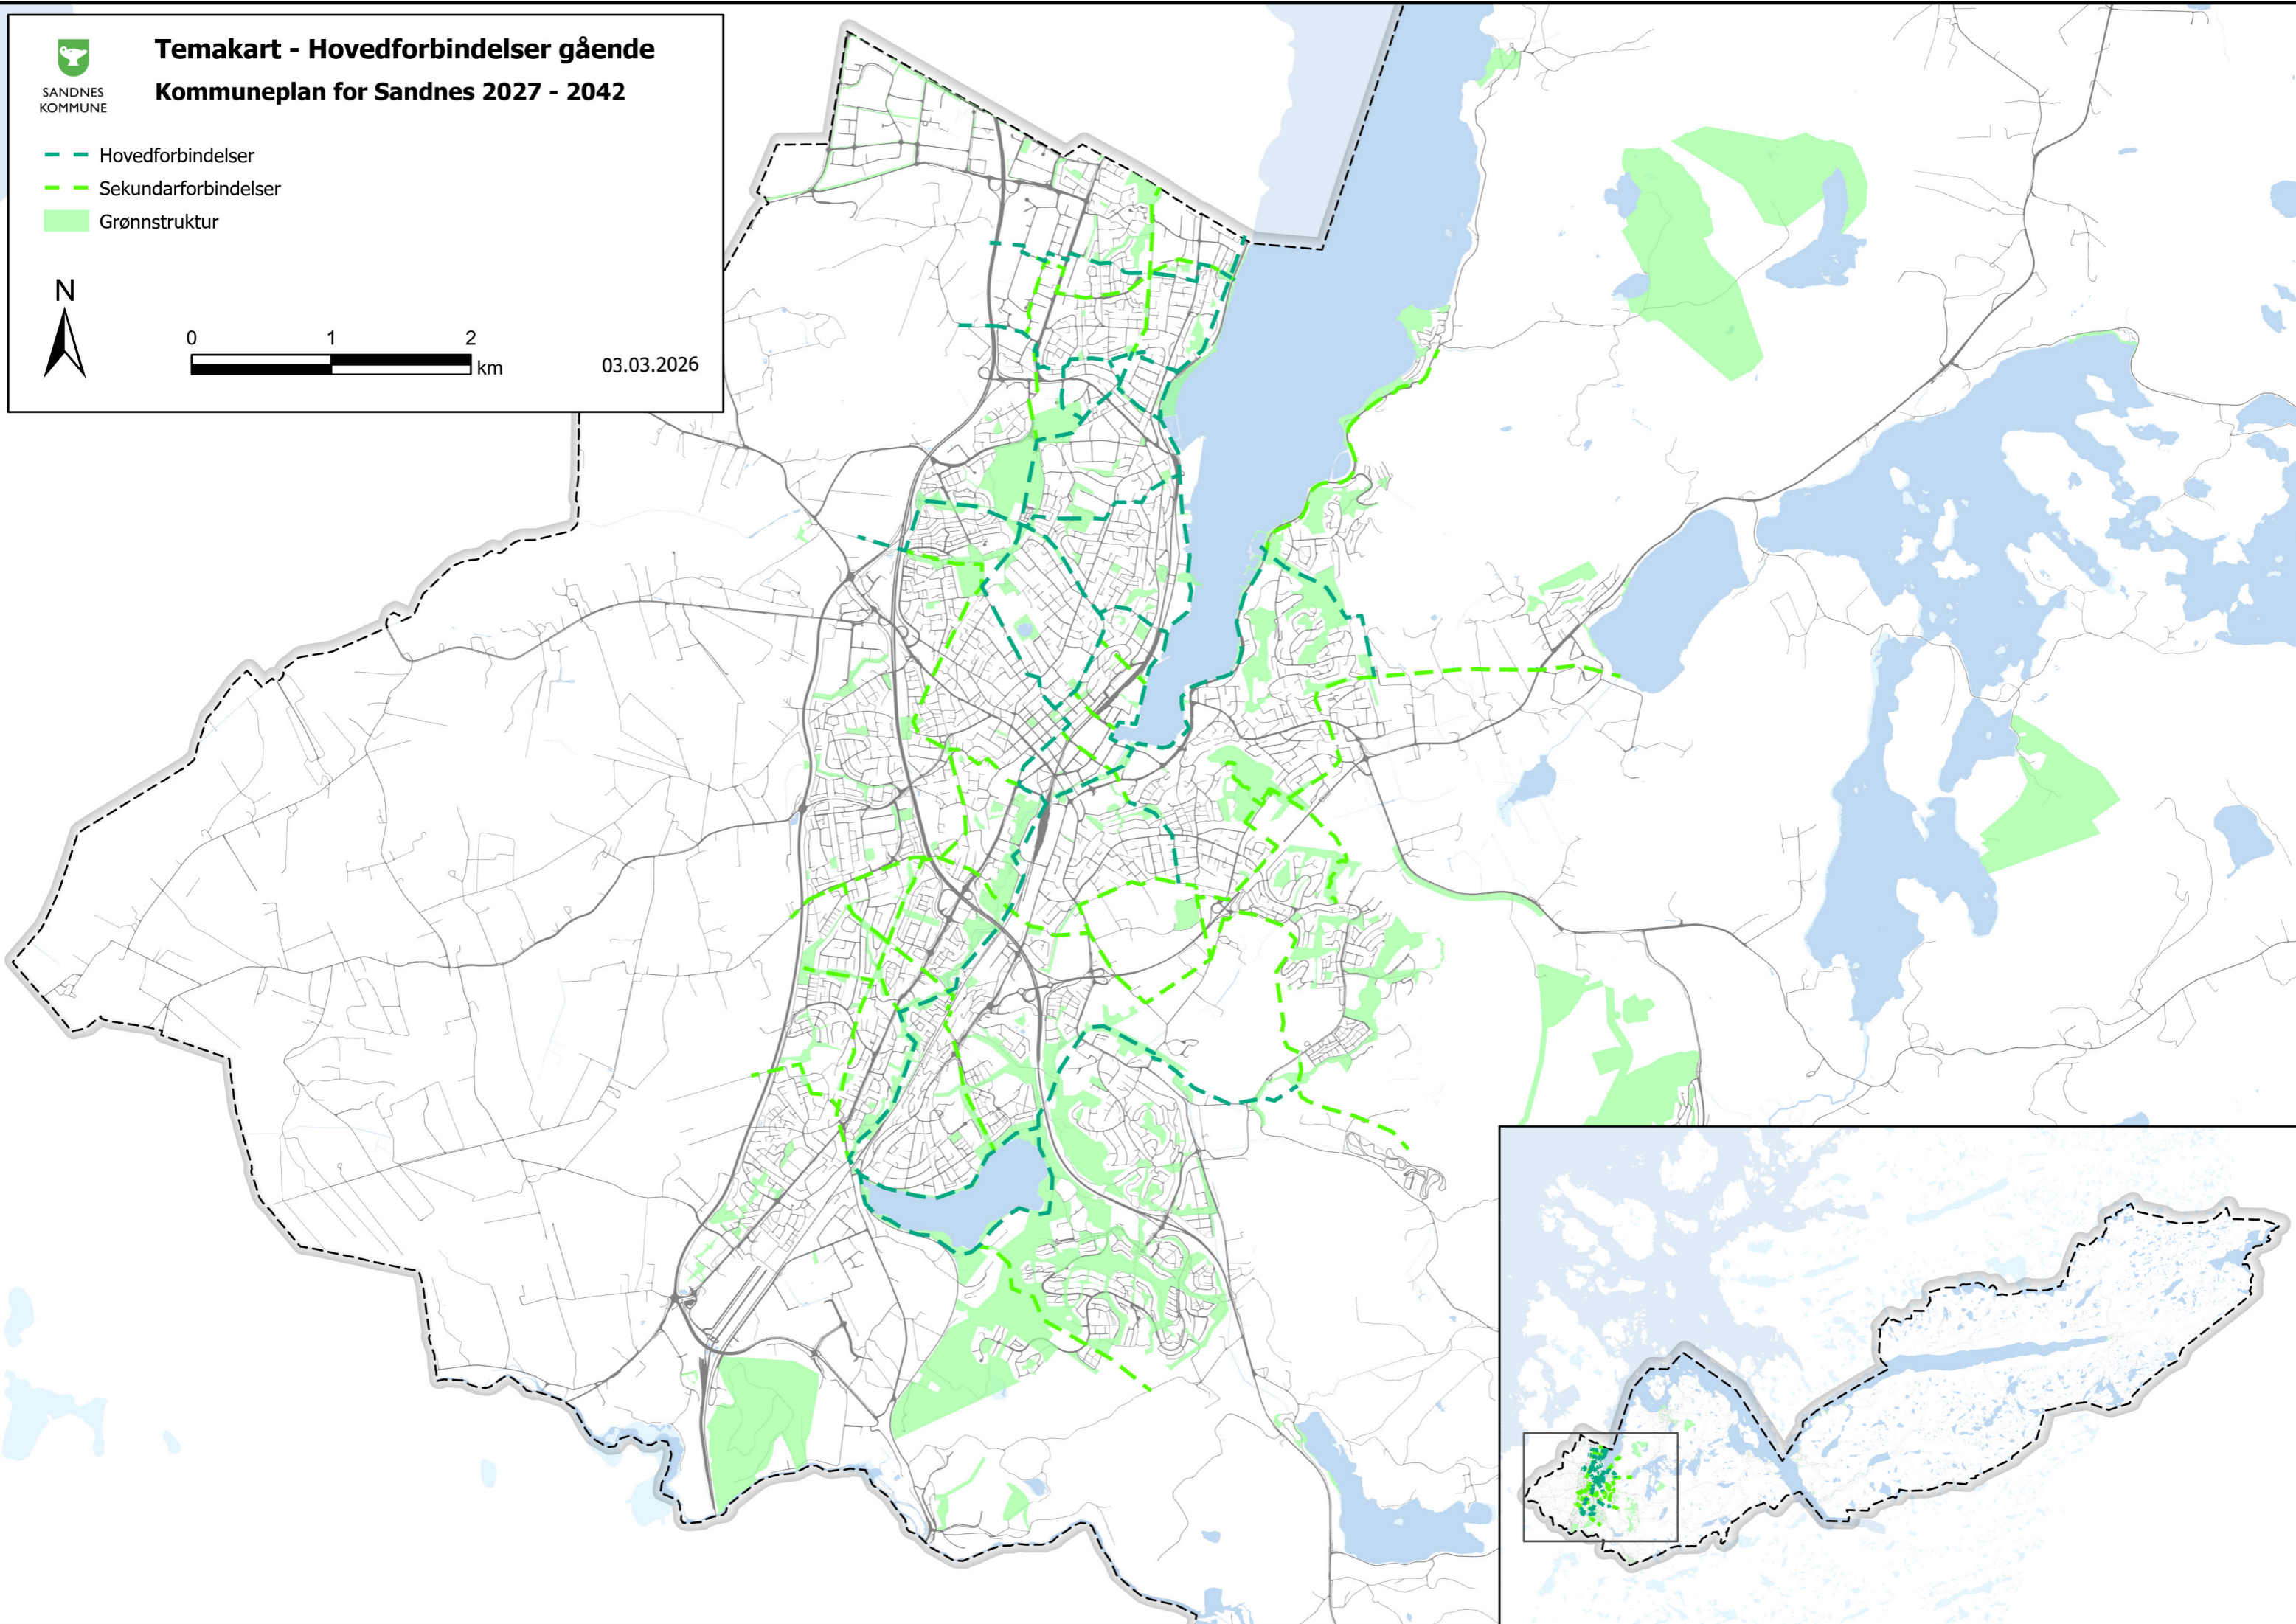 Temakart - Hovedforbindelser gående
Kommuneplan for Sandnes 2027 - 2042
SANDNES
KOMMUNE
Hovedforbindelser
Sekundarforbindelser
Grønnstruktur
N
0 1 2
km
03.03.2026